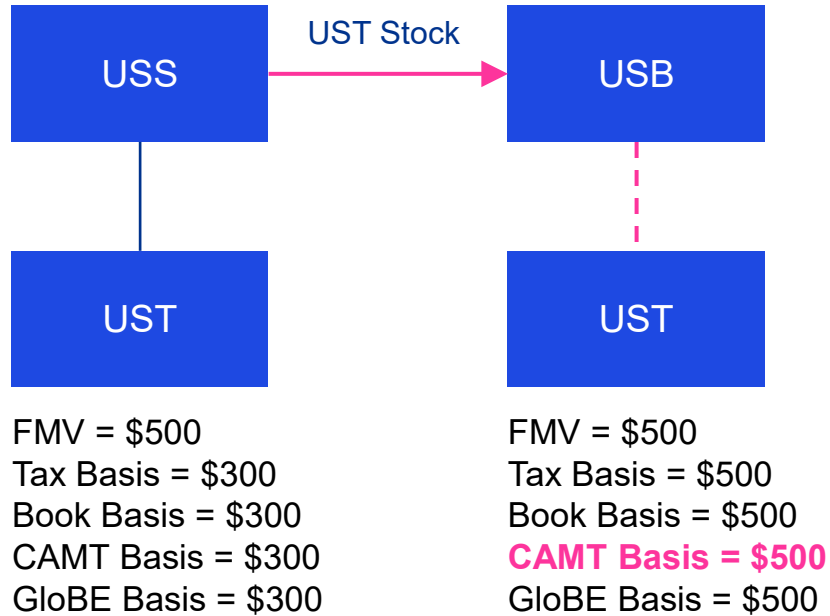 UST Stock
USS
USB
UST
UST
FMV = $500
Tax Basis = $300
Book Basis = $300
CAMT Basis = $300
GloBE Basis = $300
FMV = $500
Tax Basis = $500
Book Basis = $500
CAMT Basis = $500
GloBE Basis = $500